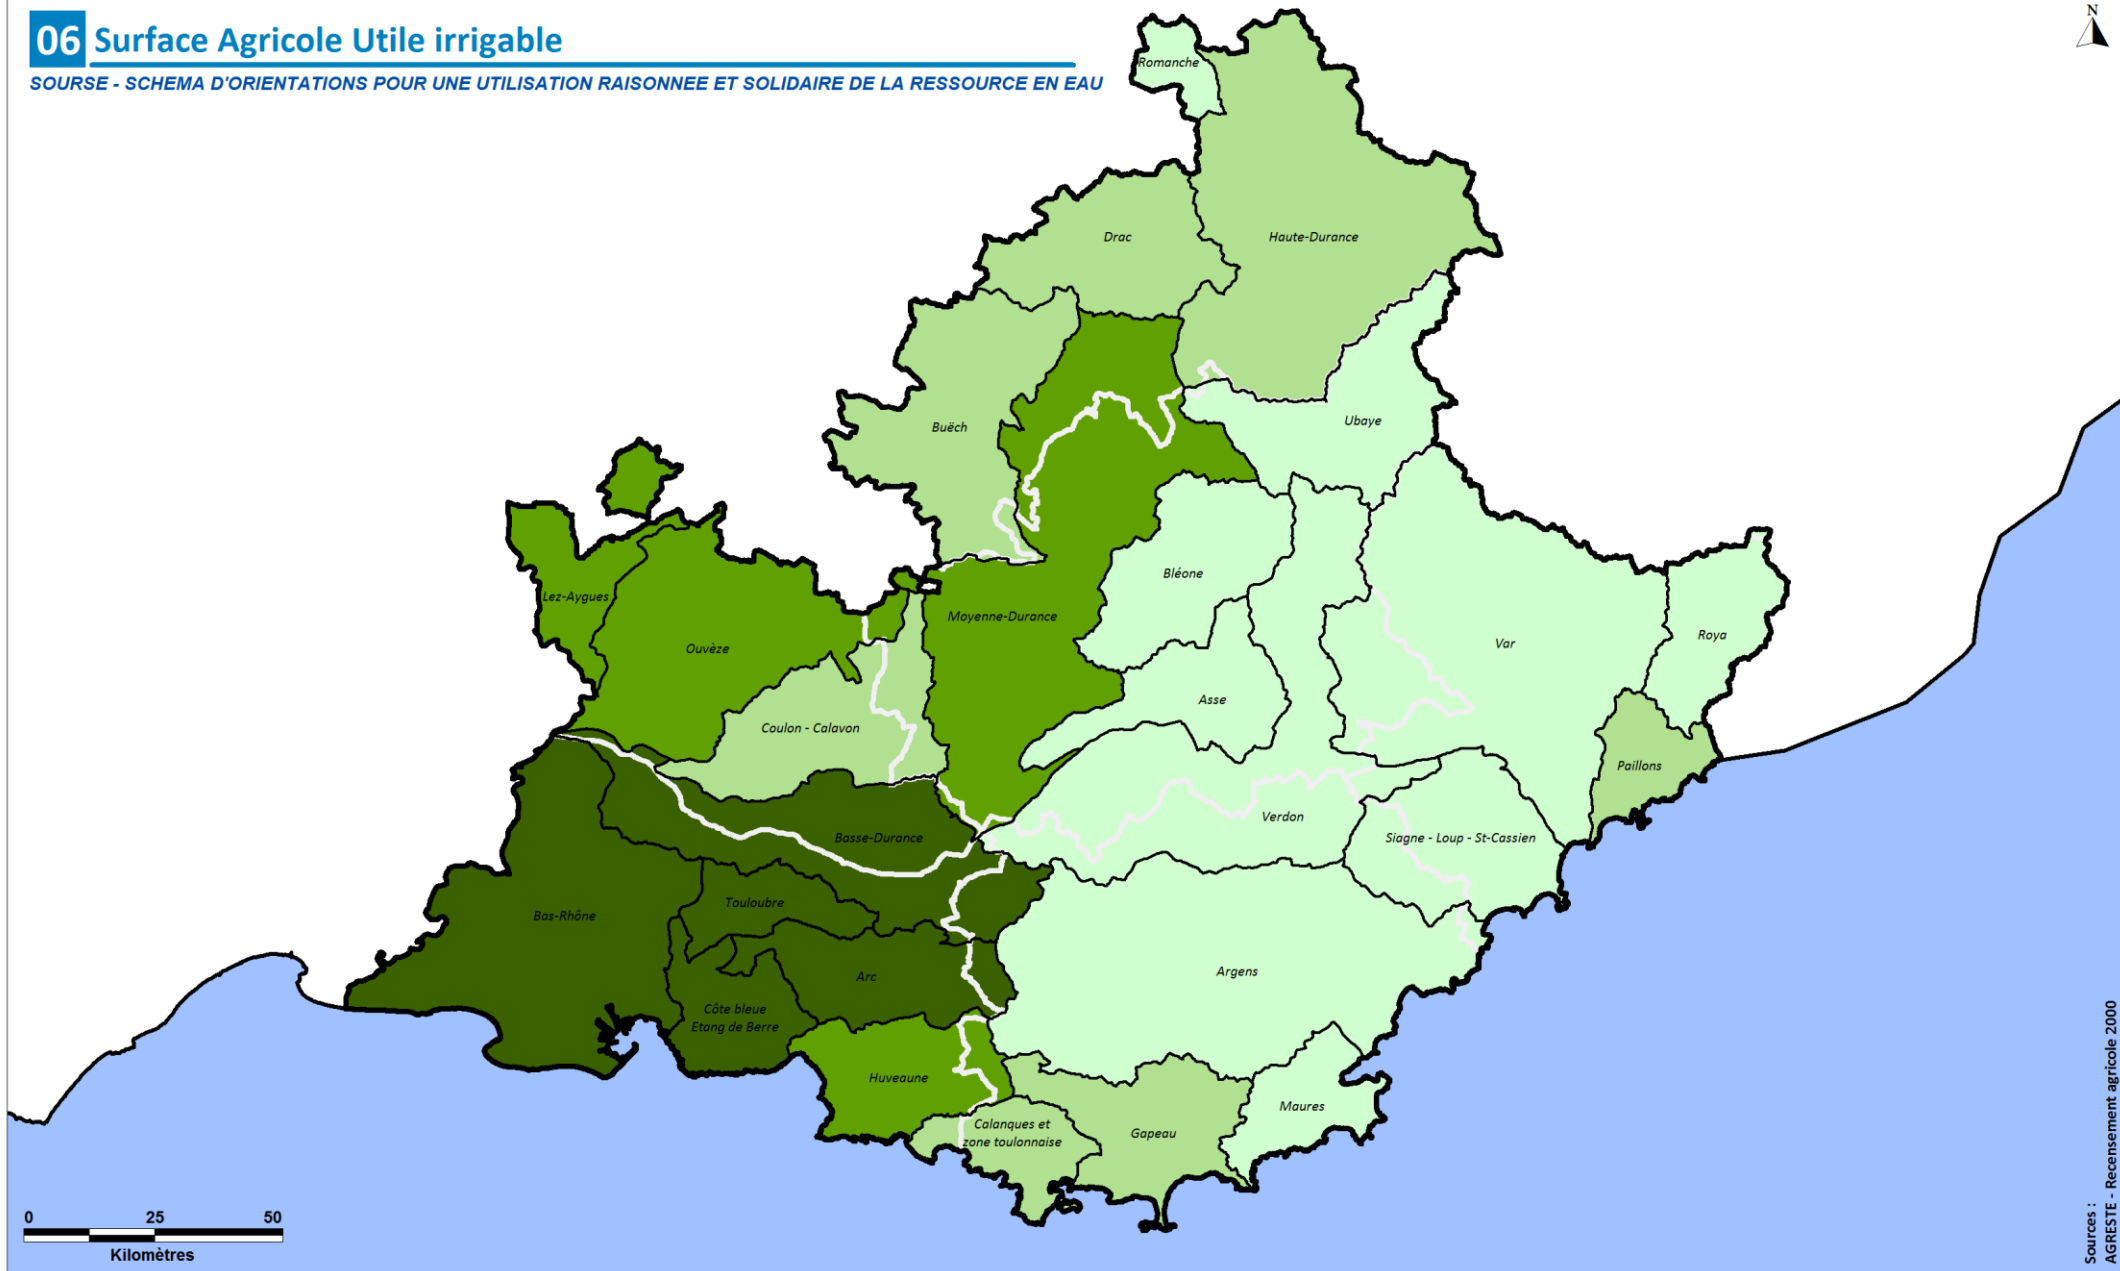 06 Surface Agricole Utile irrigable
SOURSE - SCHEMA D'ORIENTATIONS POUR UNE UTILISATION RAISONNEE ET SOLIDAIRE DE LA RESSOURCE EN EAU
N
Romanche
Drac
Haute-Durance
Buëch
Ubaye
Bléone
Lez-Aygues
Moyenne-Durance
Ouvèze
Var
Roya
Asse
Coulon - Calavon
Paillons
Verdon
Basse-Durance
Siagne - Loup - St-Cassien
Touloubre
Bas-Rhône
Argens
Arc
Côte bleue
Etang de Berre
Huveaune
Maures
Calanques et
zone toulonnaise
Gapeau
0 25 50
Kilomètres
Sources :
AGRESTE - Recensement agricole 2000